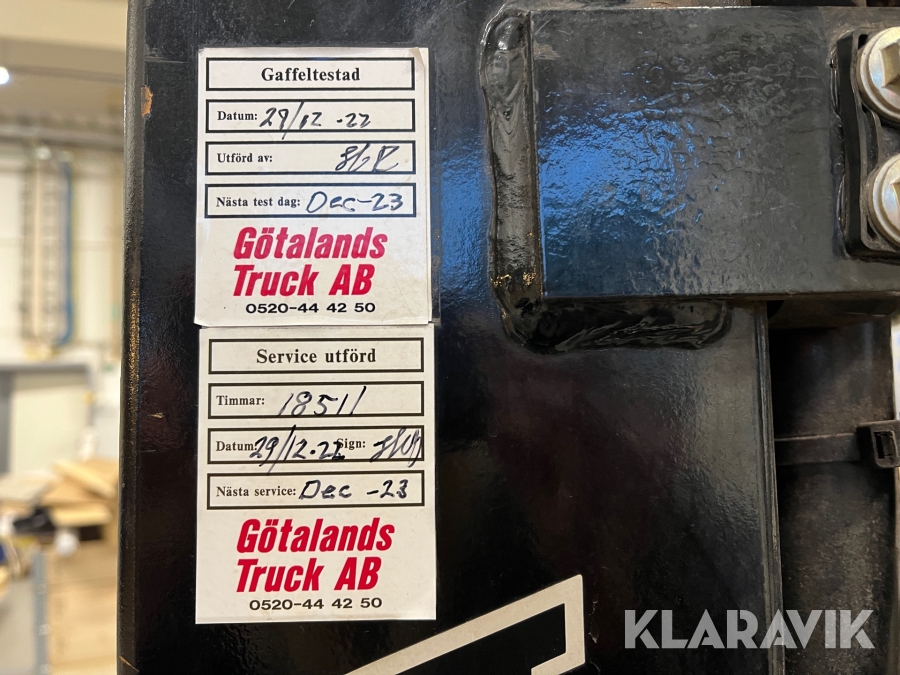 Gaffeltestad
Datum: 29/12 -22
Utförd av:
Nästa test dag: Dec-23
Götalands
Truck AB
0520-44 42 50
Service utförd
Timmar: 18511
Datum: 29/12.22 Sign:
Nästa service: Dec -23
Götalands
Truck AB
0520-44 42 50
KLARAVIK